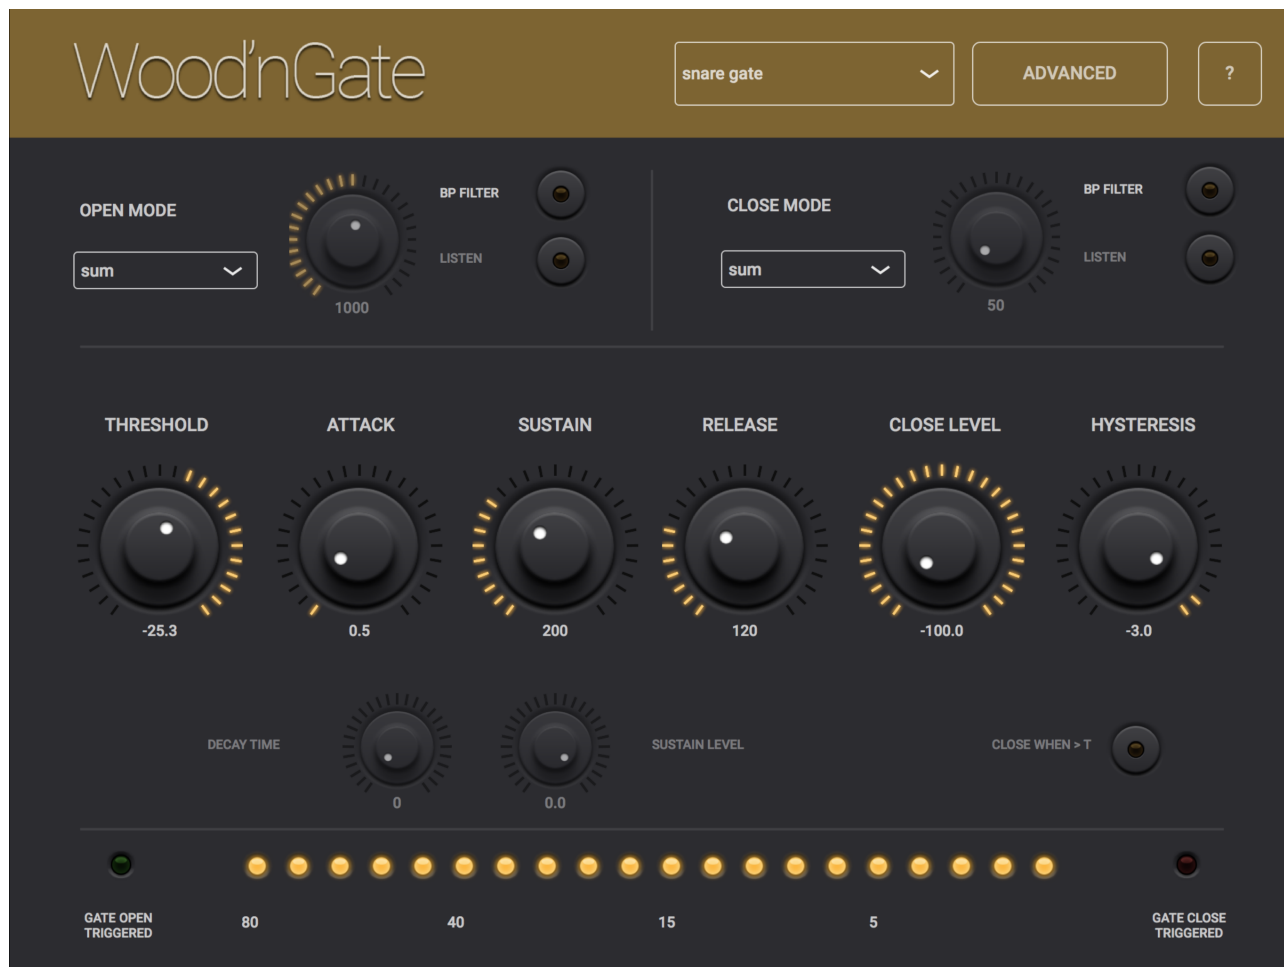 Wood'nGate
snare gate
ADVANCED
?
OPEN MODE
sum
1000
BP FILTER
LISTEN
CLOSE MODE
sum
50
BP FILTER
LISTEN
THRESHOLD ATTACK SUSTAIN RELEASE CLOSE LEVEL HYSTERESIS
-25.3 0.5 200 120 -100.0 -3.0
DECAY TIME
0
0.0
SUSTAIN LEVEL
CLOSE WHEN > T
GATE OPEN
TRIGGERED
80 40 15 5
GATE CLOSE
TRIGGERED